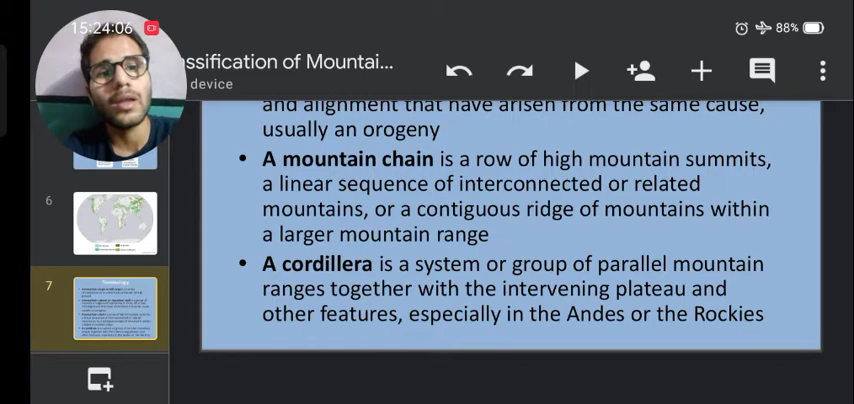 15:24:06
88%
assification of Mountai...
device
and alignment that have arisen from the same cause,
usually an orogeny
• A mountain chain is a row of high mountain summits,
a linear sequence of interconnected or related
mountains, or a contiguous ridge of mountains within
a larger mountain range
• A cordillera is a system or group of parallel mountain
ranges together with the intervening plateau and
other features, especially in the Andes or the Rockies
6
7
Terminology